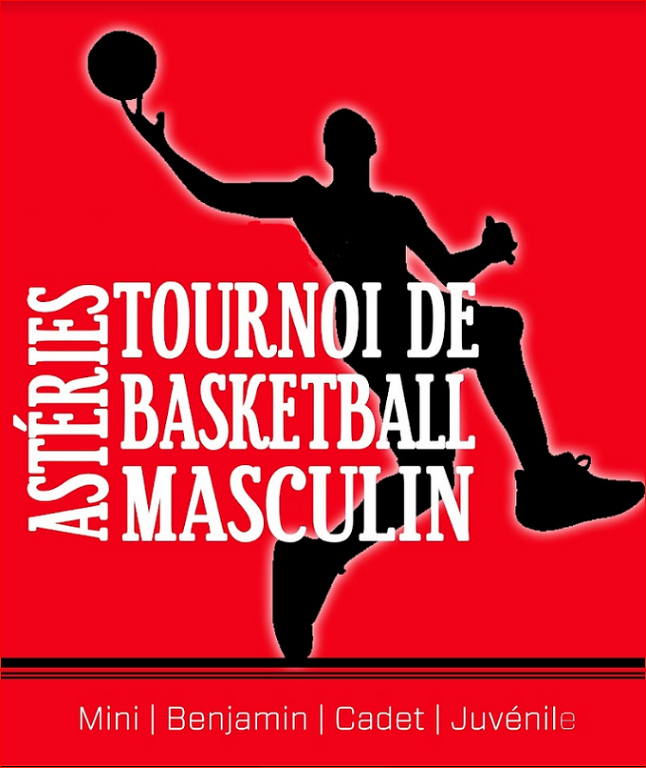 ASTÉRIES
TOURNOI DE
BASKETBALL
MASCULIN
Mini | Benjamin | Cadet | Juvénile